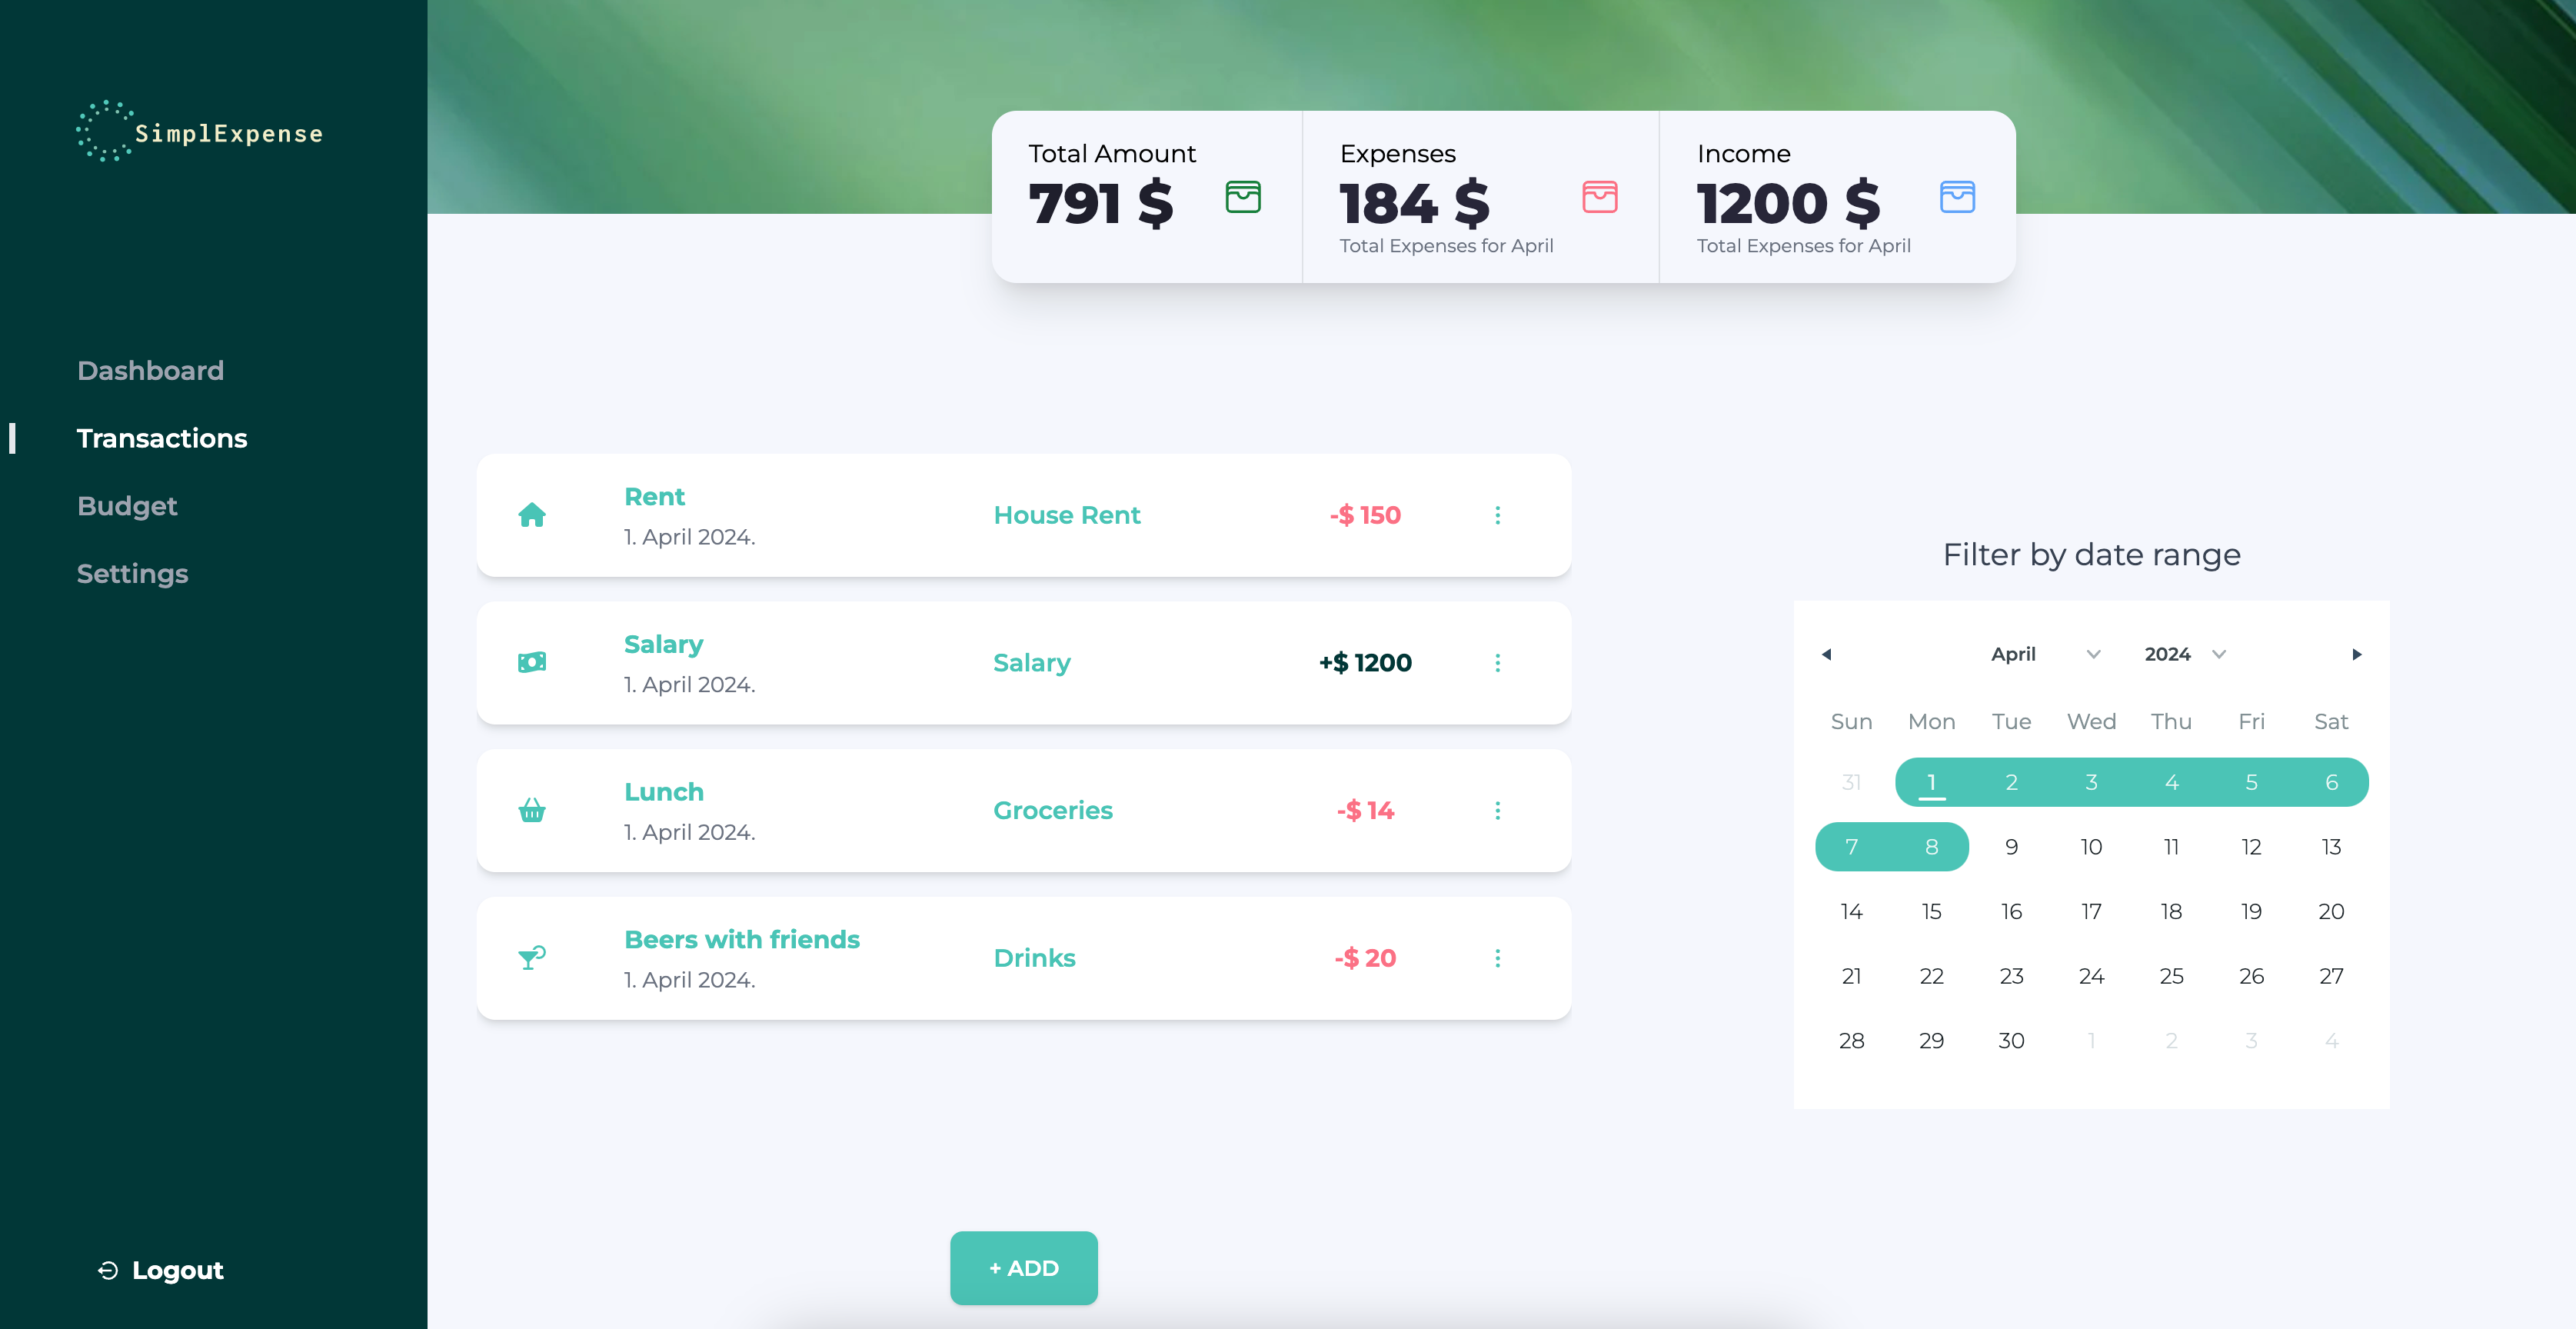 SimplExpense
Dashboard
Transactions
Budget
Settings
Logout
Total Amount
791 $
Expenses
184 $
Total Expenses for April
Income
1200 $
Total Expenses for April
Rent
1. April 2024.
House Rent
-$ 150
Salary
1. April 2024.
Salary
+$ 1200
Lunch
1. April 2024.
Groceries
-$ 14
Beers with friends
1. April 2024.
Drinks
-$ 20
+ ADD
Filter by date range
April 2024
Sun Mon Tue Wed Thu Fri Sat
31 1 2 3 4 5 6
7 8 9 10 11 12 13
14 15 16 17 18 19 20
21 22 23 24 25 26 27
28 29 30 1 2 3 4